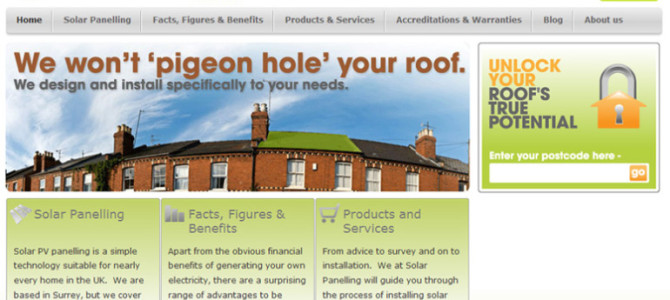 Home
Solar Panelling
Facts, Figures & Benefits
Products & Services
Accreditations & Warranties
Blog
About us
We won't 'pigeon hole' your roof.
We design and install specifically to your needs.
UNLOCK
YOUR
ROOF'S
TRUE
POTENTIAL
Enter your postcode here -
go
Solar Panelling
Solar PV panelling is a simple
technology suitable for nearly
every home in the UK. We are
based in Surrey, but we cover
Facts, Figures &
Benefits
Apart from the obvious financial
benefits of generating your own
electricity, there are a surprising
range of advantages to be
Products and
Services
From advice to survey and on to
installation. We at Solar
Panelling will guide you through
the process of installing solar